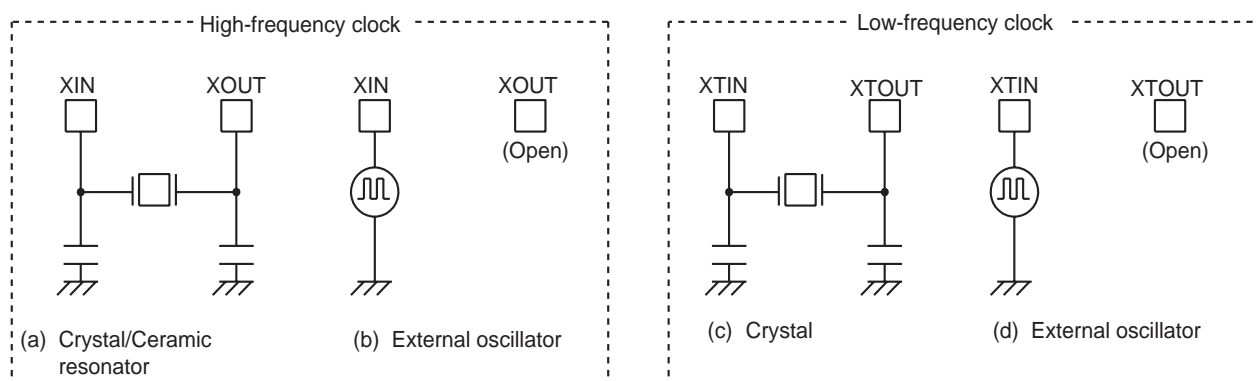 High-frequency clock
XIN
XOUT
XIN
XOUT
(Open)
(a) Crystal/Ceramic
resonator
(b) External oscillator
Low-frequency clock
XTIN
XTOUT
XTIN
XTOUT
(Open)
(c) Crystal
(d) External oscillator